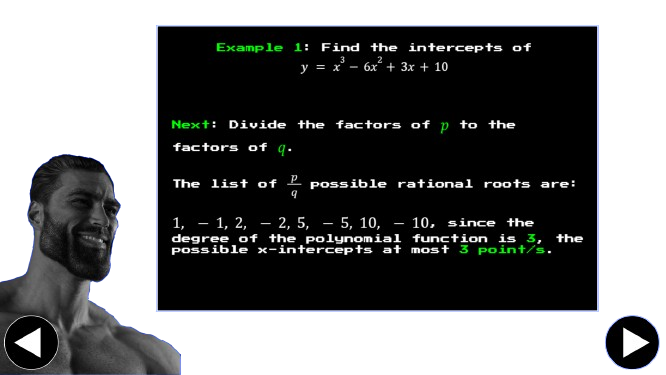 Example 1: Find the intercepts of
y = x³ − 6x² + 3x + 10
Next: Divide the factors of p to the
factors of q.
The list of p/q possible rational roots are:
1, − 1, 2, − 2, 5, − 5, 10, − 10, since the
degree of the polynomial function is 3, the
possible x-intercepts at most 3 point/s.